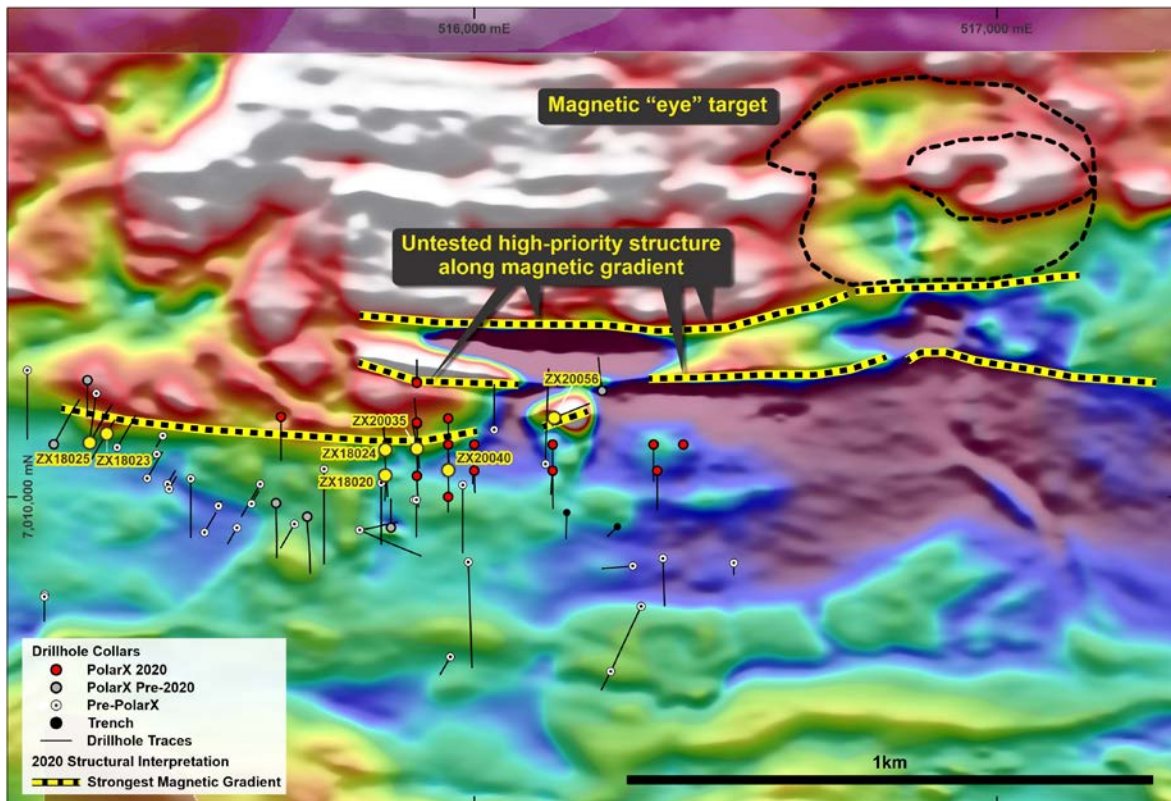 516,000 mE
517,000 mE
Magnetic “eye” target
Untested high-priority structure
along magnetic gradient
ZX20056
ZX20035
ZX18024
ZX18025
ZX18023
ZX20040
ZX18020
7,010,000 mN
Drillhole Collars
PolarX 2020
PolarX Pre-2020
Pre-PolarX
Trench
Drillhole Traces
2020 Structural Interpretation
Strongest Magnetic Gradient
1km